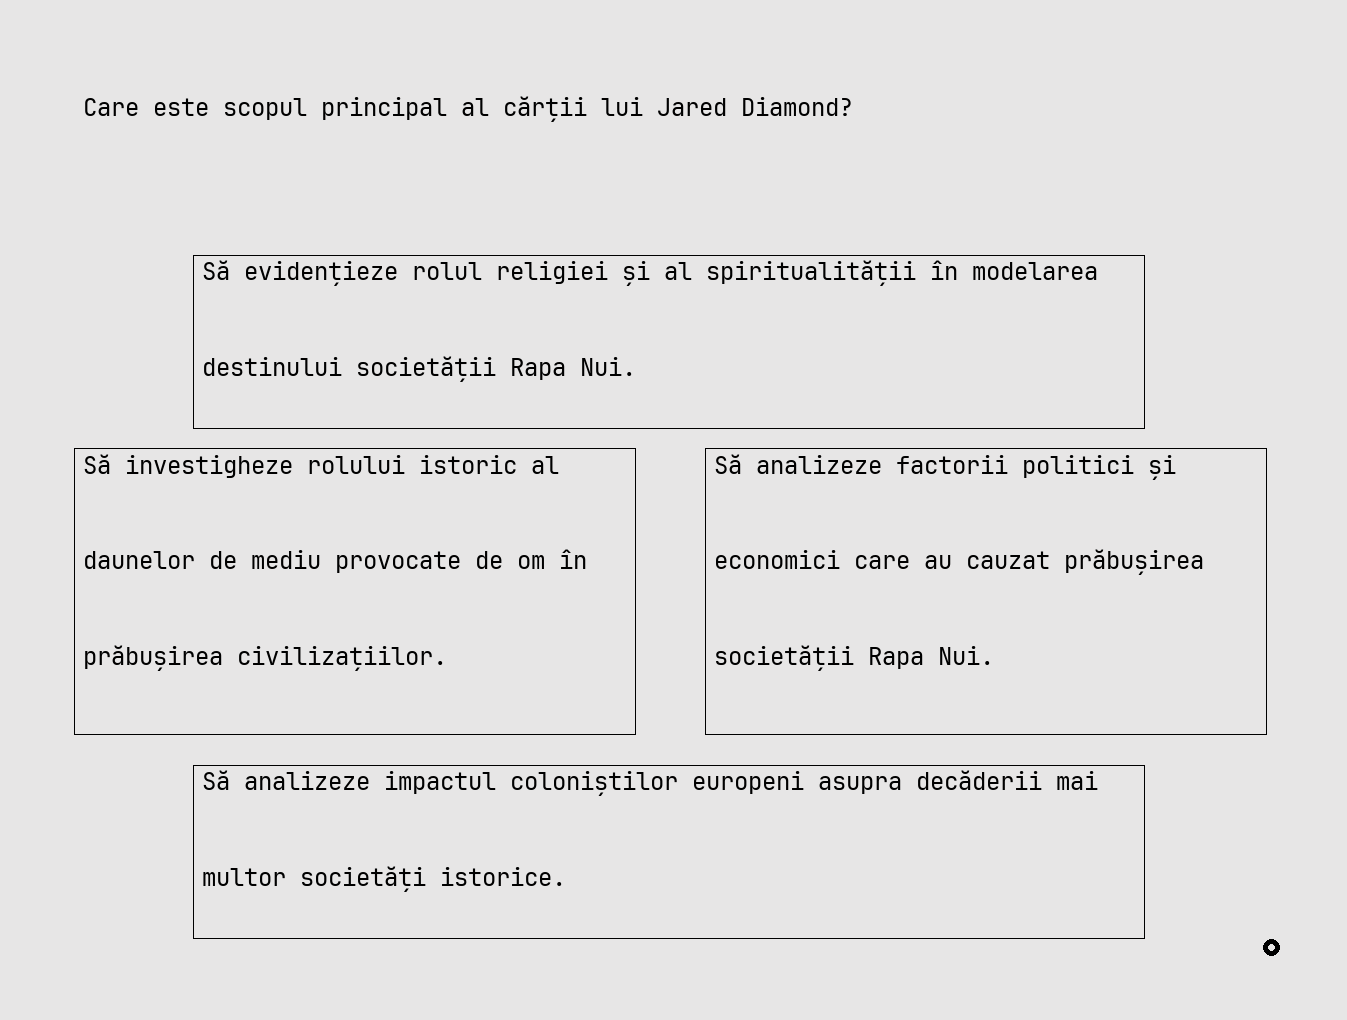 Care este scopul principal al cărții lui Jared Diamond?
Să evidențieze rolul religiei și al spiritualității în modelarea
destinului societății Rapa Nui.
Să investigheze rolului istoric al
daunelor de mediu provocate de om în
prăbușirea civilizațiilor.
Să analizeze factorii politici și
economici care au cauzat prăbușirea
societății Rapa Nui.
Să analizeze impactul coloniștilor europeni asupra decăderii mai
multor societăți istorice.